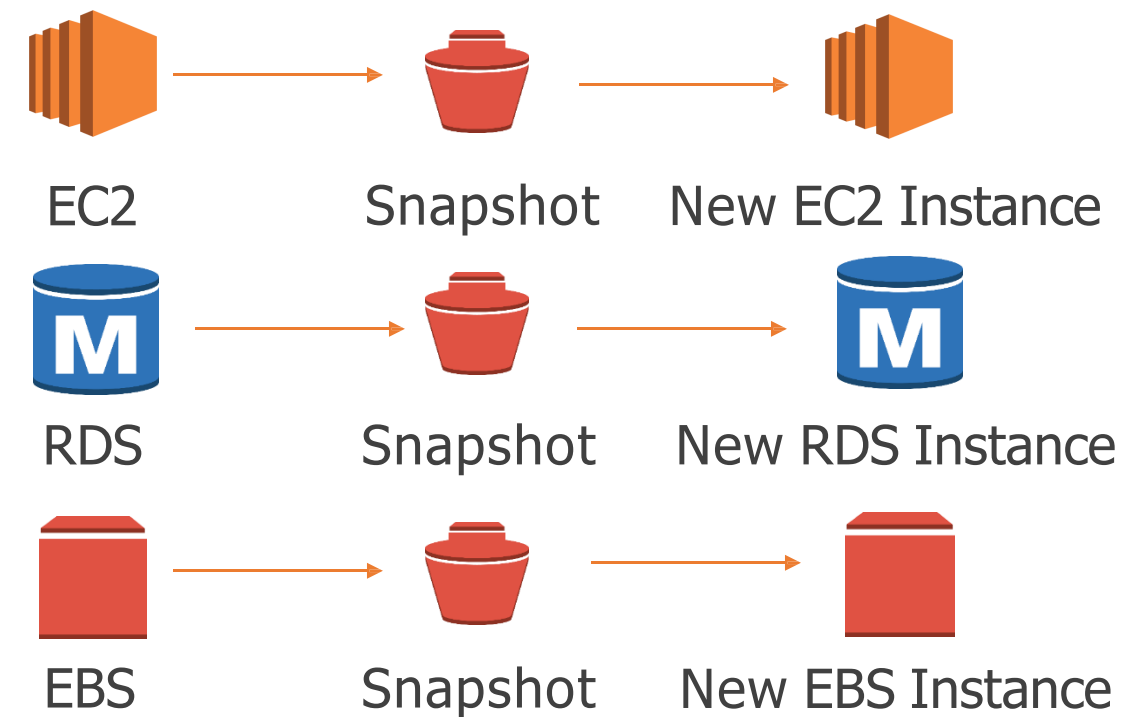 EC2 Snapshot New EC2 Instance
M M
RDS Snapshot New RDS Instance
EBS Snapshot New EBS Instance